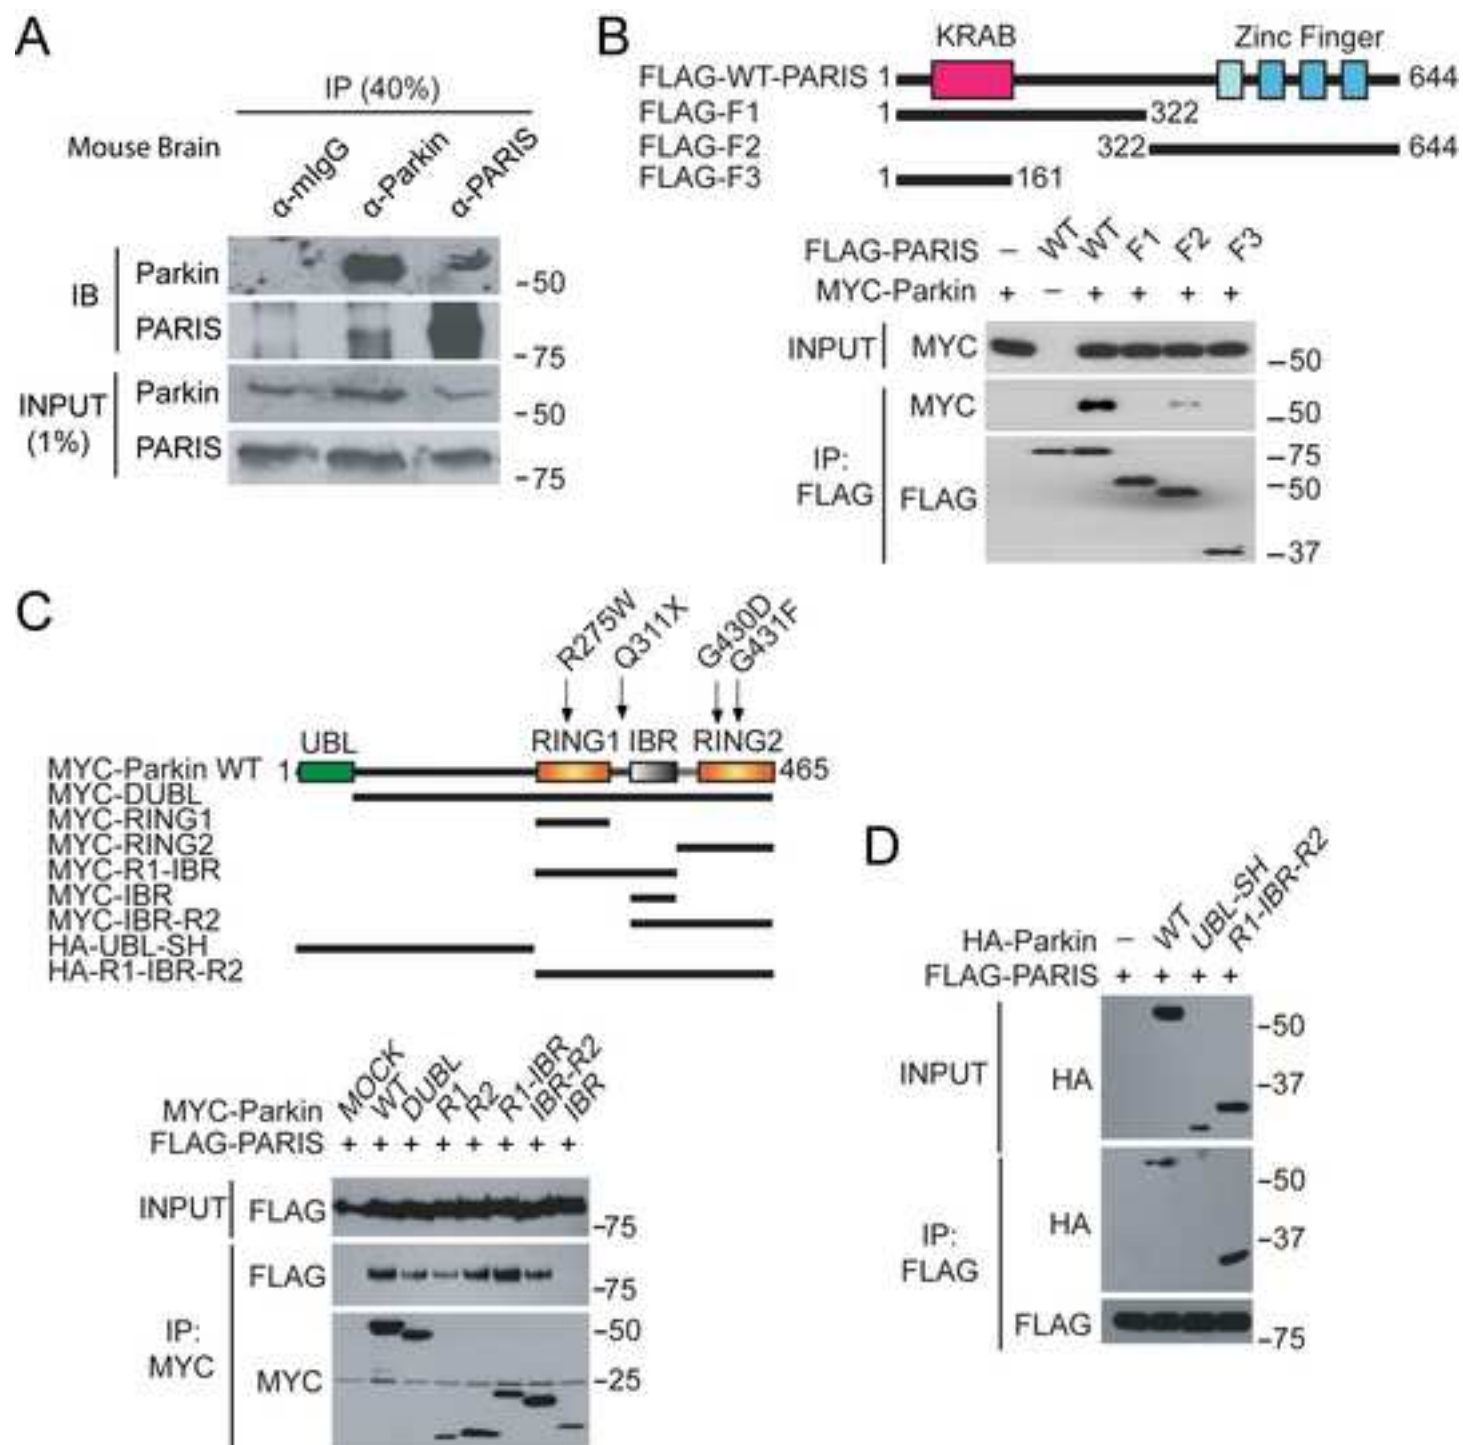 A
IP (40%)
Mouse Brain
α-mIgG
α-Parkin
α-PARIS
IB
Parkin
-50
PARIS
-75
INPUT
(1%)
Parkin
-50
PARIS
-75
B
KRAB
Zinc Finger
FLAG-WT-PARIS 1 644
FLAG-F1 1 322
FLAG-F2 322 644
FLAG-F3 1 161
FLAG-PARIS – WT WT F1 F2 F3
MYC-Parkin + – + + + +
INPUT MYC -50
MYC -50
IP:
FLAG
FLAG
-75
-50
-37
C
R275W
Q311X
G430D
G431F
UBL RING1 IBR RING2
MYC-Parkin WT 1 465
MYC-DUBL
MYC-RING1
MYC-RING2
MYC-R1-IBR
MYC-IBR
MYC-IBR-R2
HA-UBL-SH
HA-R1-IBR-R2
MYC-Parkin MOCK WT DUBL R1 R2 R1-IBR IBR-R2 IBR
FLAG-PARIS + + + + + + + +
INPUT FLAG -75
FLAG -75
IP:
MYC
MYC
-50
-25
D
HA-Parkin – WT UBL-SH R1-IBR-R2
FLAG-PARIS + + + +
INPUT HA
-50
-37
IP:
FLAG
HA
-50
-37
FLAG -75